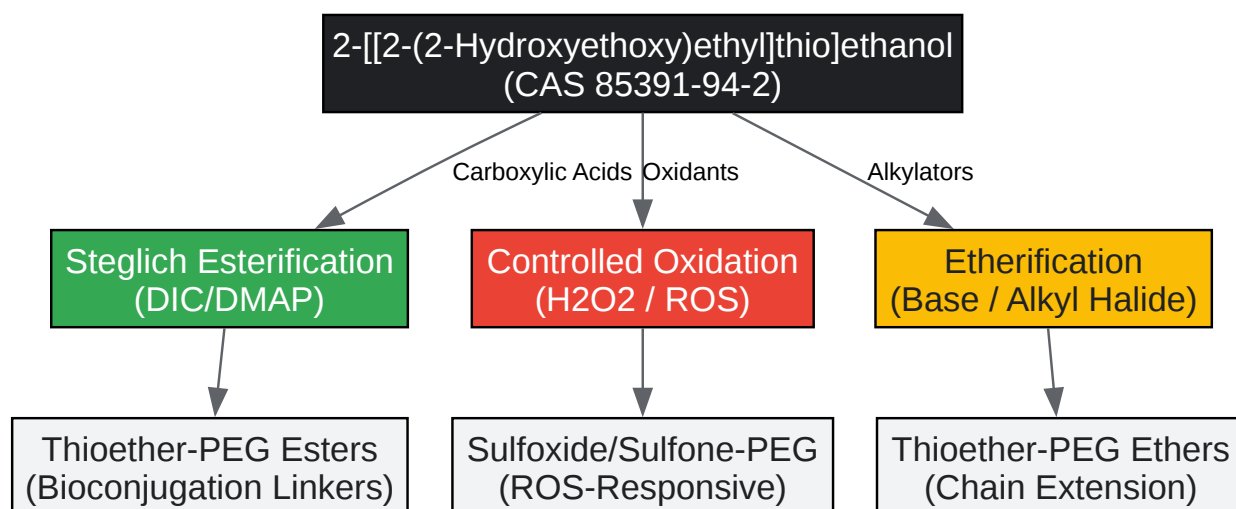 2-[[2-(2-Hydroxyethoxy)ethyl]thio]ethanol
(CAS 85391-94-2)
Carboxylic Acids
Oxidants
Alkylators
Steglich Esterification
(DIC/DMAP)
Controlled Oxidation
(H2O2 / ROS)
Etherification
(Base / Alkyl Halide)
Thioether-PEG Esters
(Bioconjugation Linkers)
Sulfoxide/Sulfone-PEG
(ROS-Responsive)
Thioether-PEG Ethers
(Chain Extension)